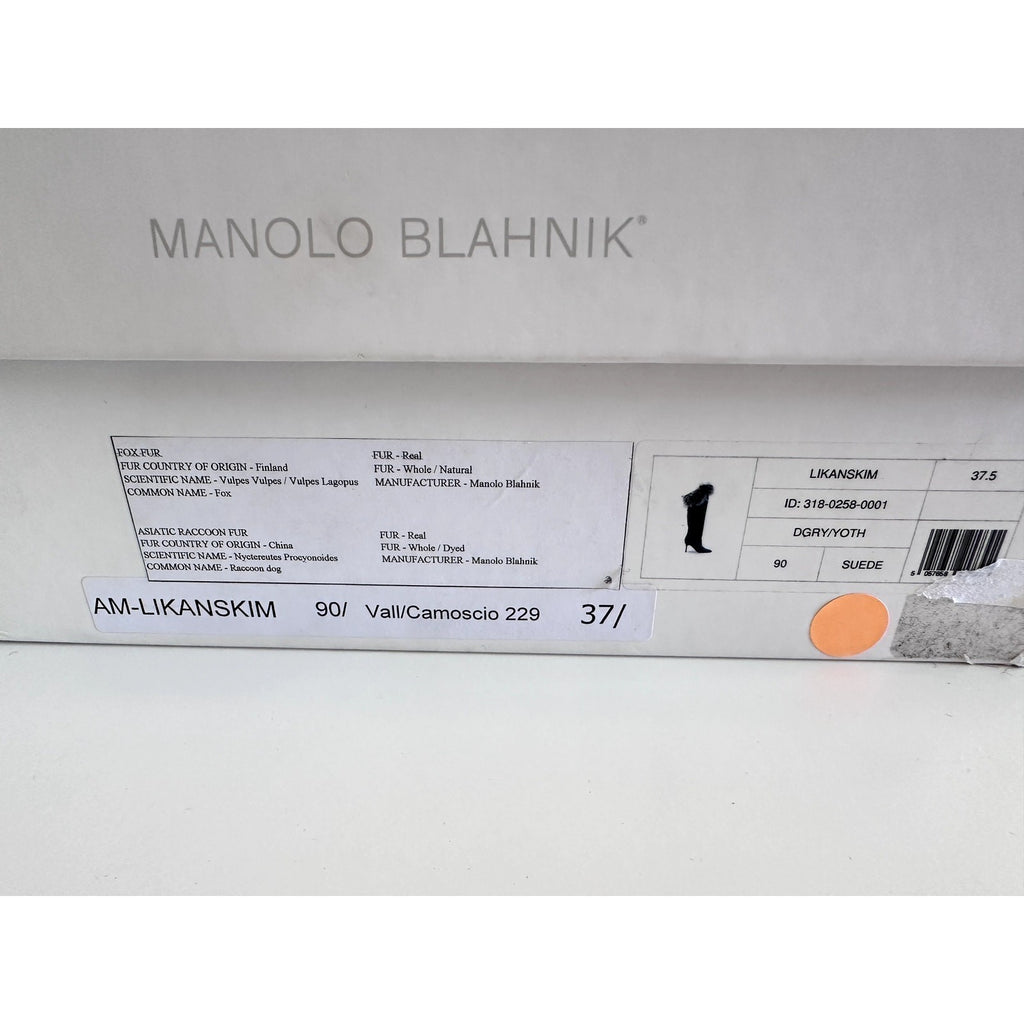 MANOLO BLAHNIK®
FOX FUR
FUR COUNTRY OF ORIGIN - Finland
SCIENTIFIC NAME - Vulpes Vulpes / Vulpes Lagopus
COMMON NAME - Fox
FUR - Real
FUR - Whole / Natural
MANUFACTURER - Manolo Blahnik
ASIATIC RACCOON FUR
FUR COUNTRY OF ORIGIN - China
SCIENTIFIC NAME - Nyctereutes Procyonoides
COMMON NAME - Raccoon dog
FUR - Real
FUR - Whole / Dyed
MANUFACTURER - Manolo Blahnik
LIKANSKIM 37.5
ID: 318-0258-0001
DGRY/YOTH
90 SUEDE
5 057658
AM-LIKANSKIM 90/ Vall/Camoscio 229 37/